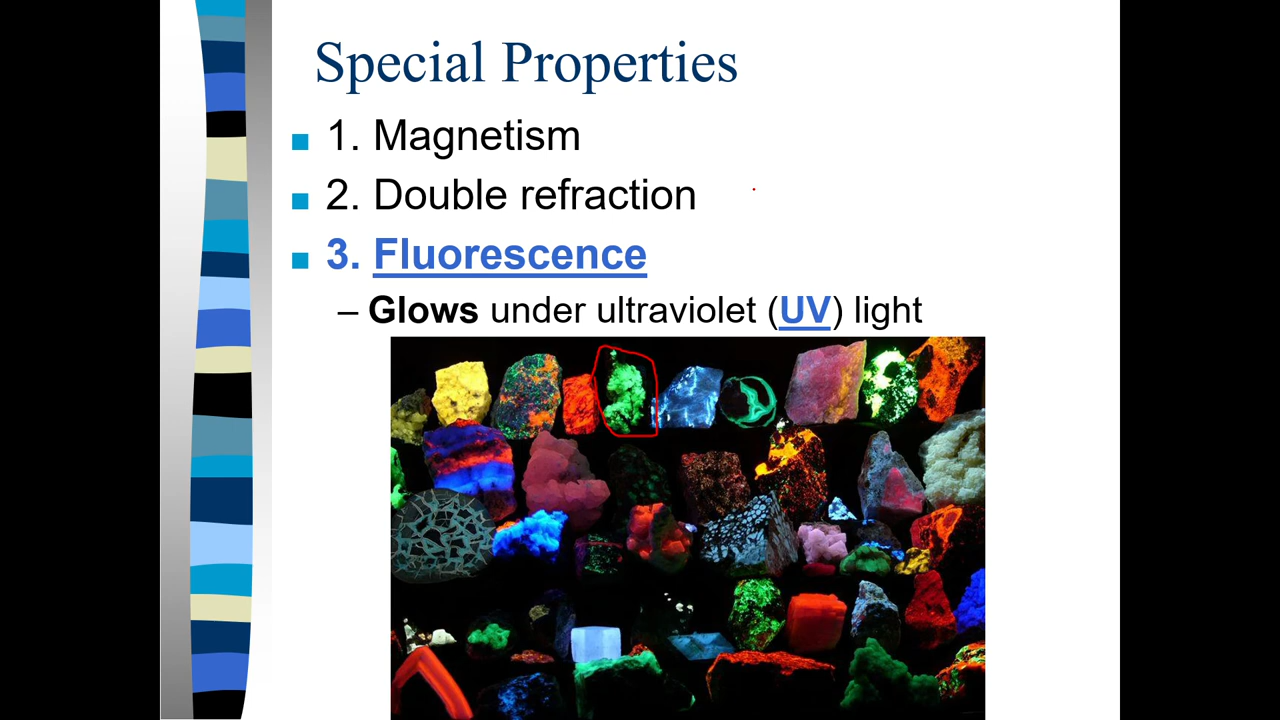 Special Properties
1. Magnetism
2. Double refraction
3. Fluorescence
– Glows under ultraviolet (UV) light